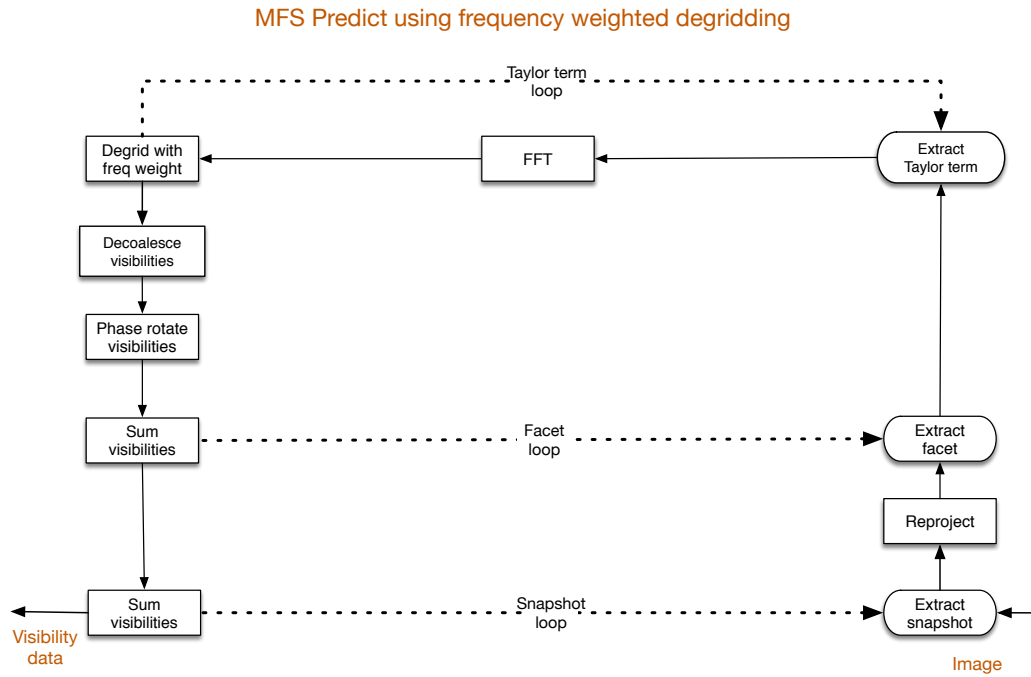 MFS Predict using frequency weighted degridding
Taylor term
loop
Degrid with
freq weight
FFT
Extract
Taylor term
Decoalesce
visibilities
Phase rotate
visibilities
Sum
visibilities
Facet
loop
Extract
facet
Reproject
Sum
visibilities
Snapshot
loop
Extract
snapshot
Visibility
data
Image